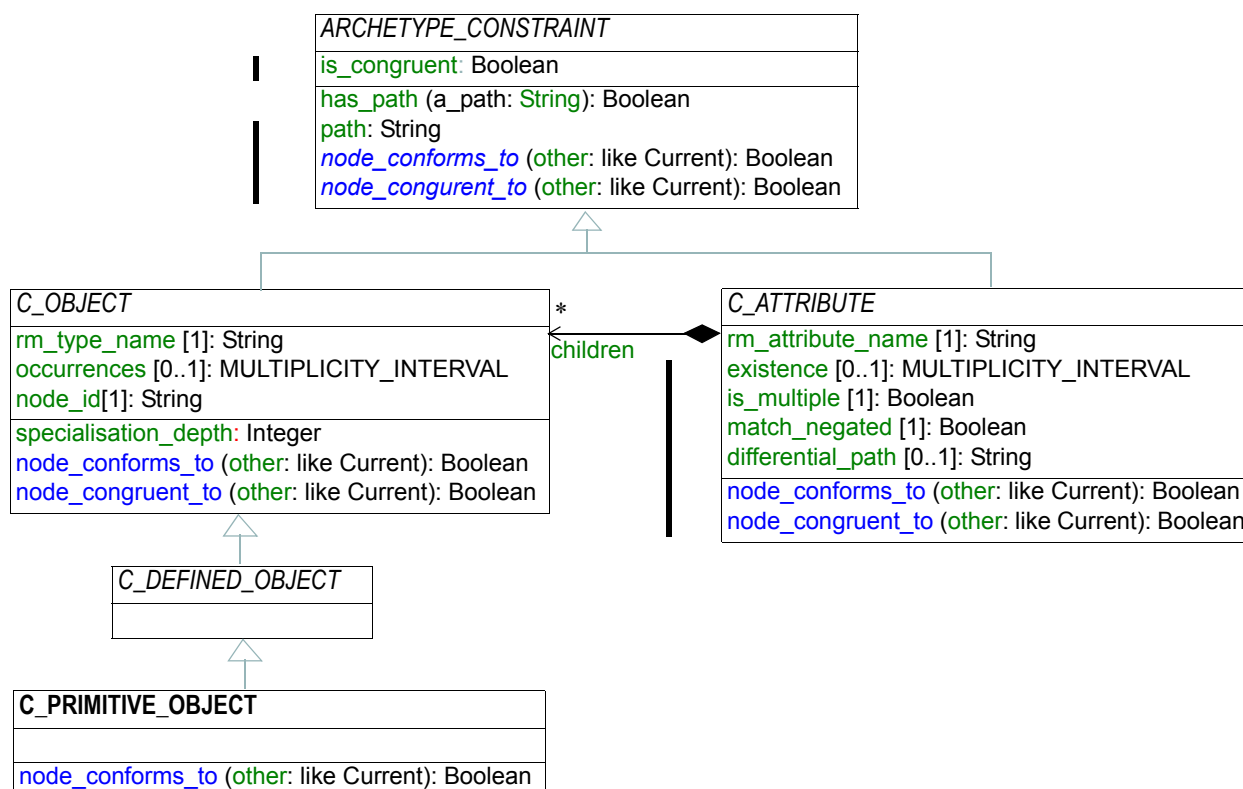 ARCHETYPE_CONSTRAINT
is_congruent: Boolean
has_path (a_path: String): Boolean
path: String
node_conforms_to (other: like Current): Boolean
node_congurent_to (other: like Current): Boolean
C_OBJECT
rm_type_name [1]: String
occurrences [0..1]: MULTIPLICITY_INTERVAL
node_id[1]: String
specialisation_depth: Integer
node_conforms_to (other: like Current): Boolean
node_congruent_to (other: like Current): Boolean
*
children
C_ATTRIBUTE
rm_attribute_name [1]: String
existence [0..1]: MULTIPLICITY_INTERVAL
is_multiple [1]: Boolean
match_negated [1]: Boolean
differential_path [0..1]: String
node_conforms_to (other: like Current): Boolean
node_congruent_to (other: like Current): Boolean
C_DEFINED_OBJECT
C_PRIMITIVE_OBJECT
node_conforms_to (other: like Current): Boolean